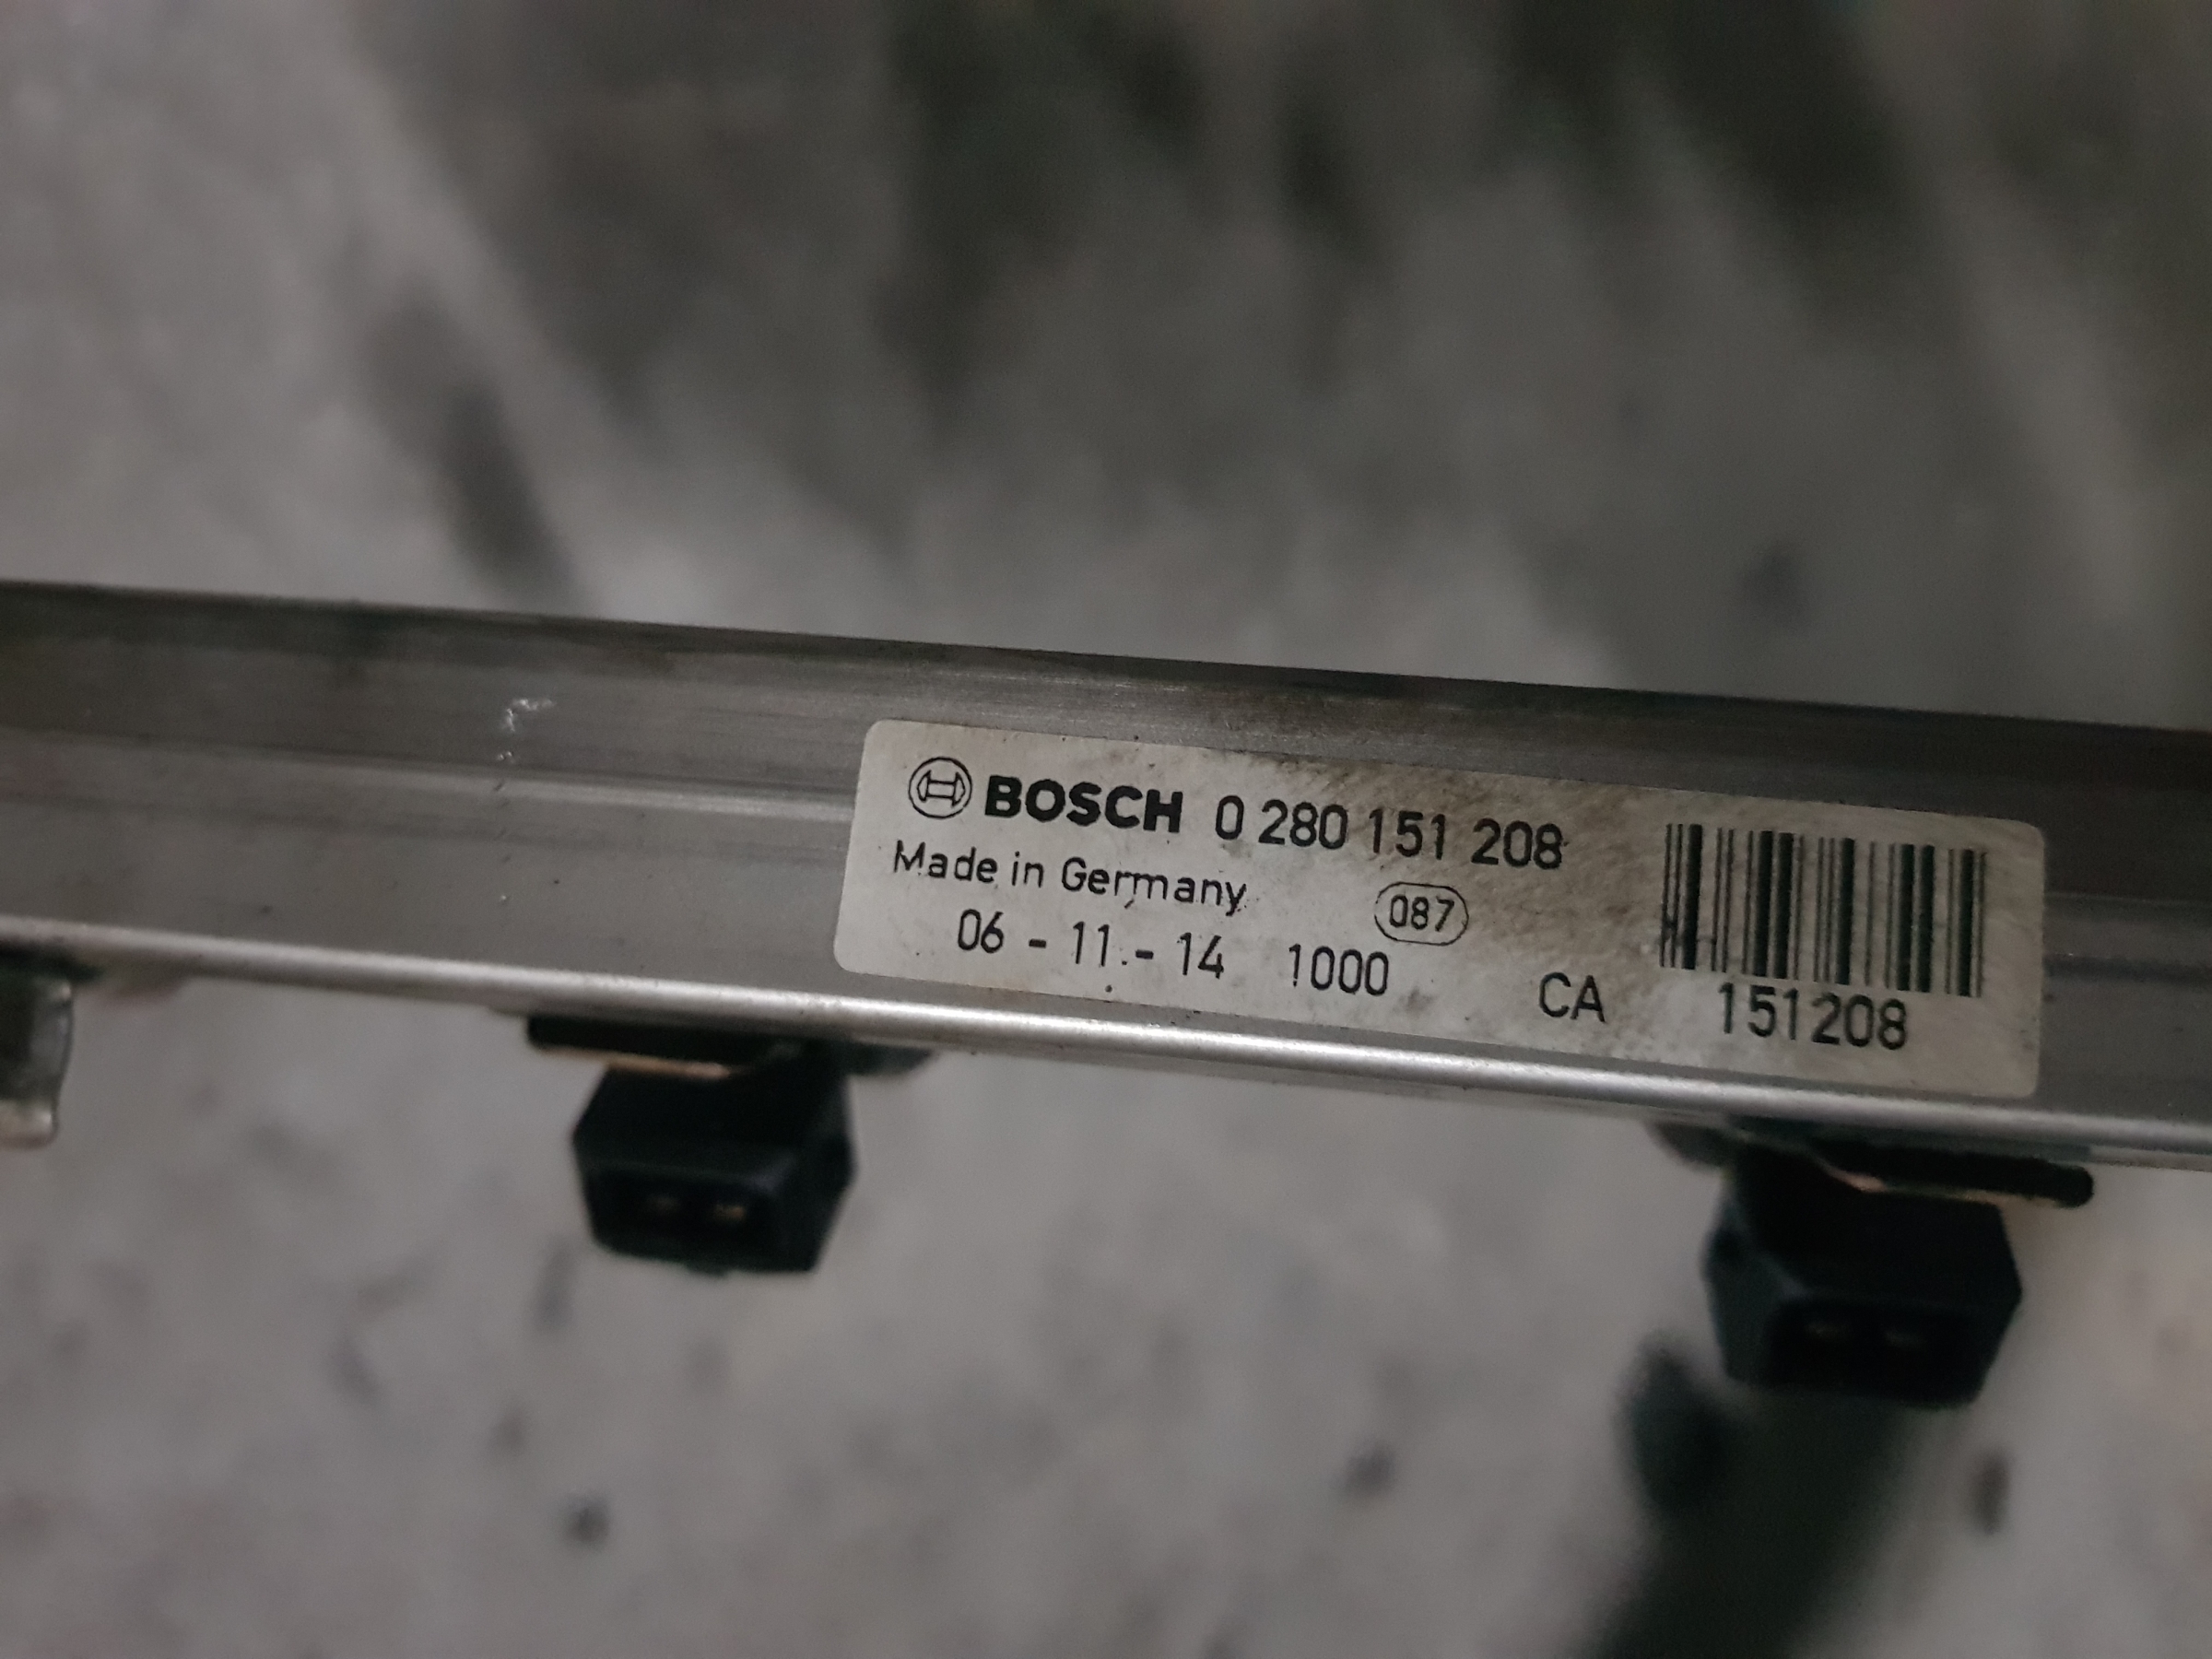 BOSCH 0 280 151 208
Made in Germany 087
06 - 11 - 14 1000 CA 151208